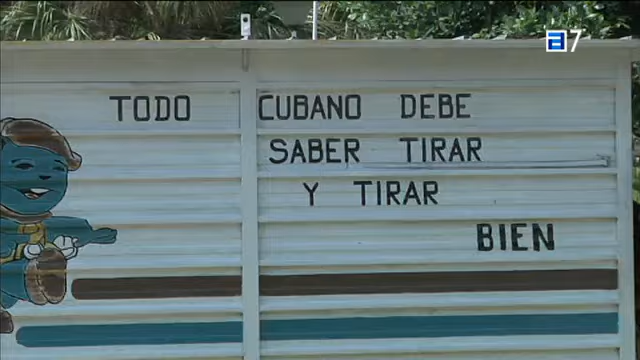 a7
TODO CUBANO DEBE
SABER TIRAR
Y TIRAR
BIEN